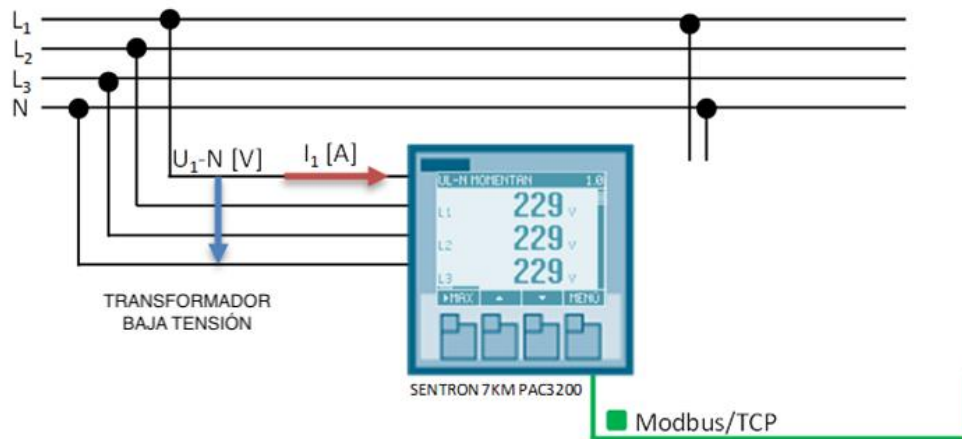 L1
L2
L3
N
U1-N [V]
I1 [A]
UL-N MOMENTAN 1.0
L1 229 V
L2 229 V
L3 229 V
▶MAX ▲ ▼ MENÚ
TRANSFORMADOR
BAJA TENSIÓN
SENTRON 7KM PAC3200
Modbus/TCP